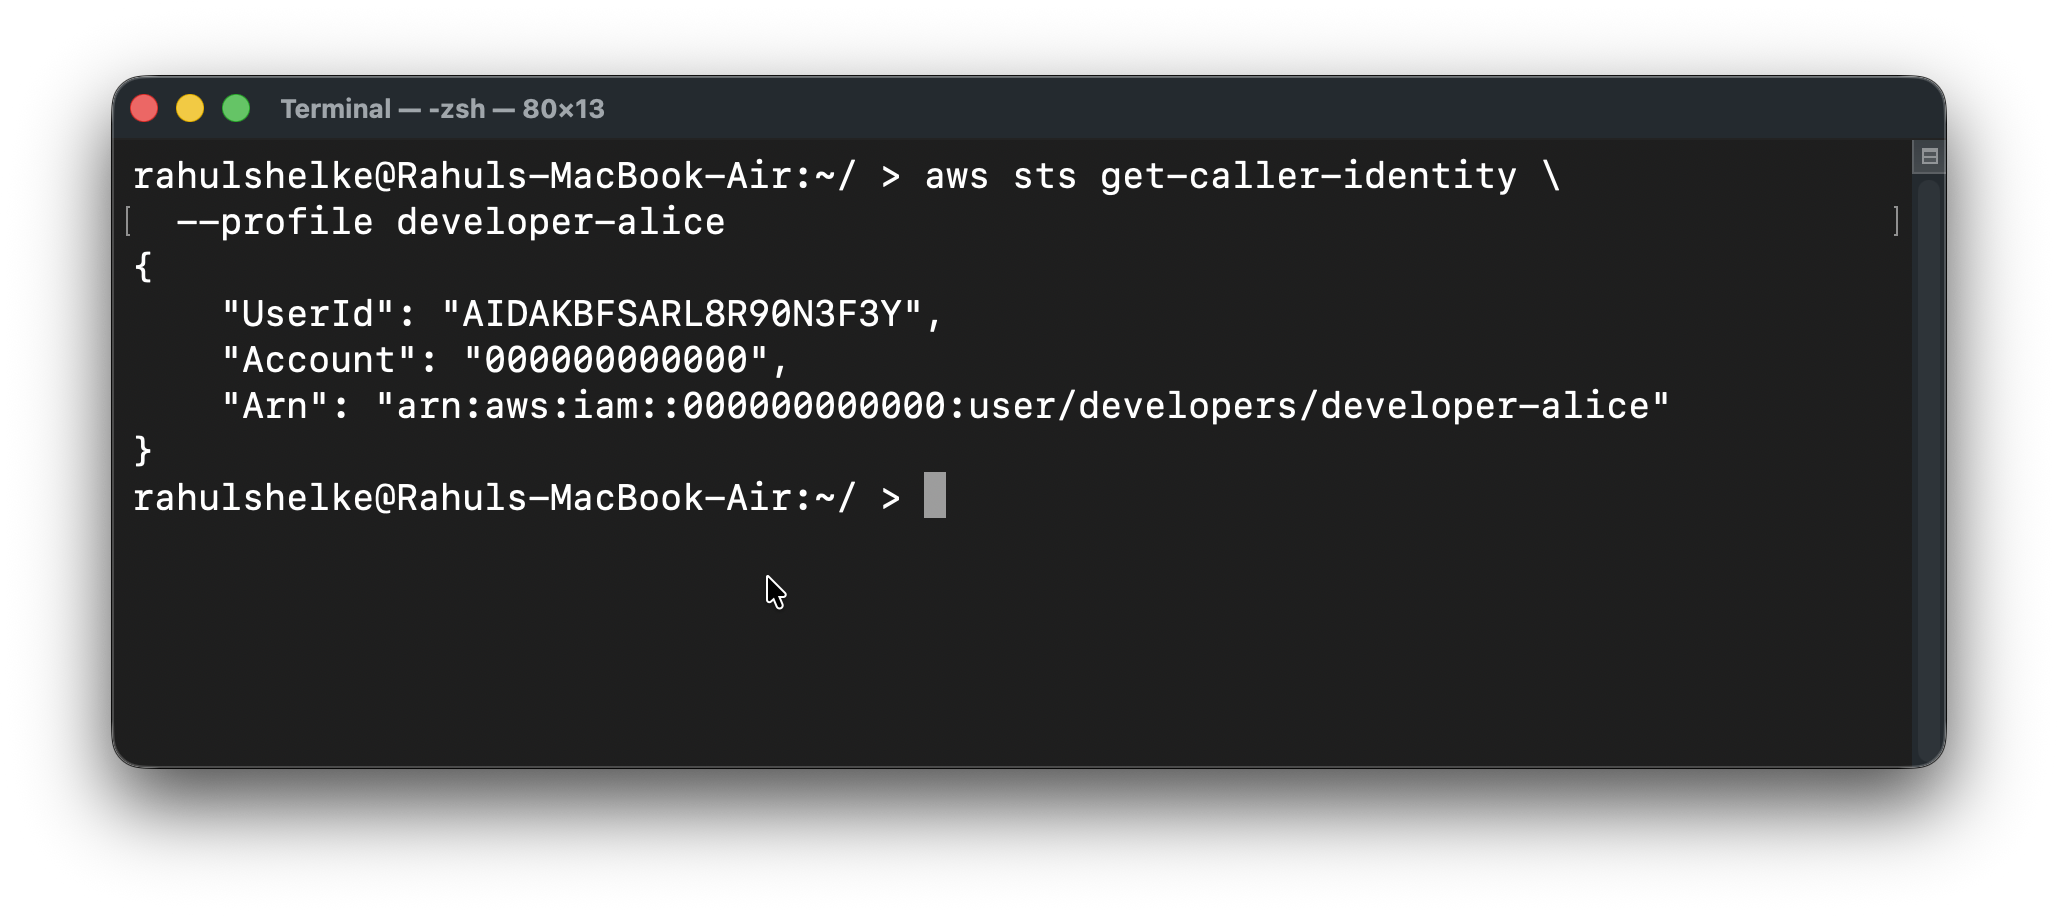 Terminal — -zsh — 80×13
rahulshelke@Rahuls-MacBook-Air:~/ > aws sts get-caller-identity \
[  --profile developer-alice ]
{
    "UserId": "AIDAKBFSARL8R90N3F3Y",
    "Account": "000000000000",
    "Arn": "arn:aws:iam::000000000000:user/developers/developer-alice"
}
rahulshelke@Rahuls-MacBook-Air:~/ >